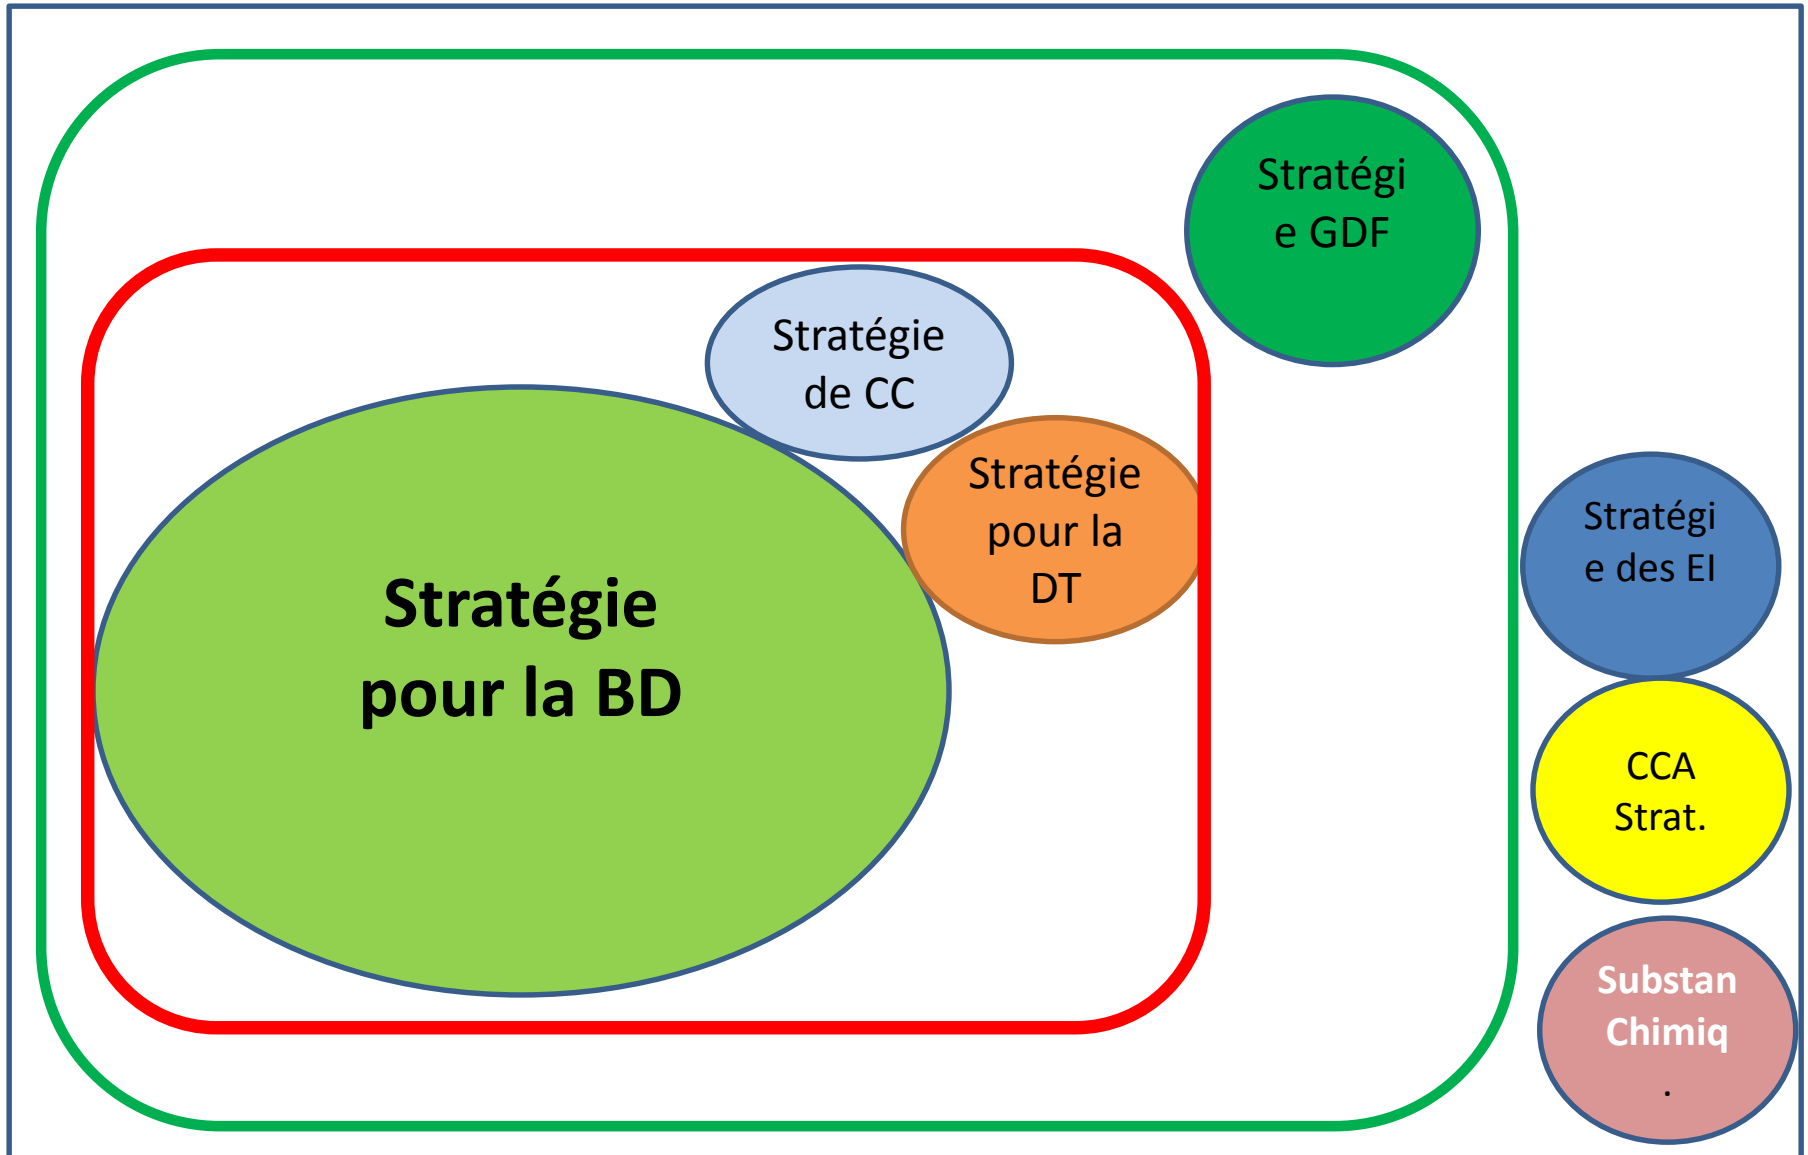 Stratégi
e GDF
Stratégie
de CC
Stratégie
pour la
DT
Stratégie
pour la BD
Stratégi
e des EI
CCA
Strat.
Substan
Chimiq
.